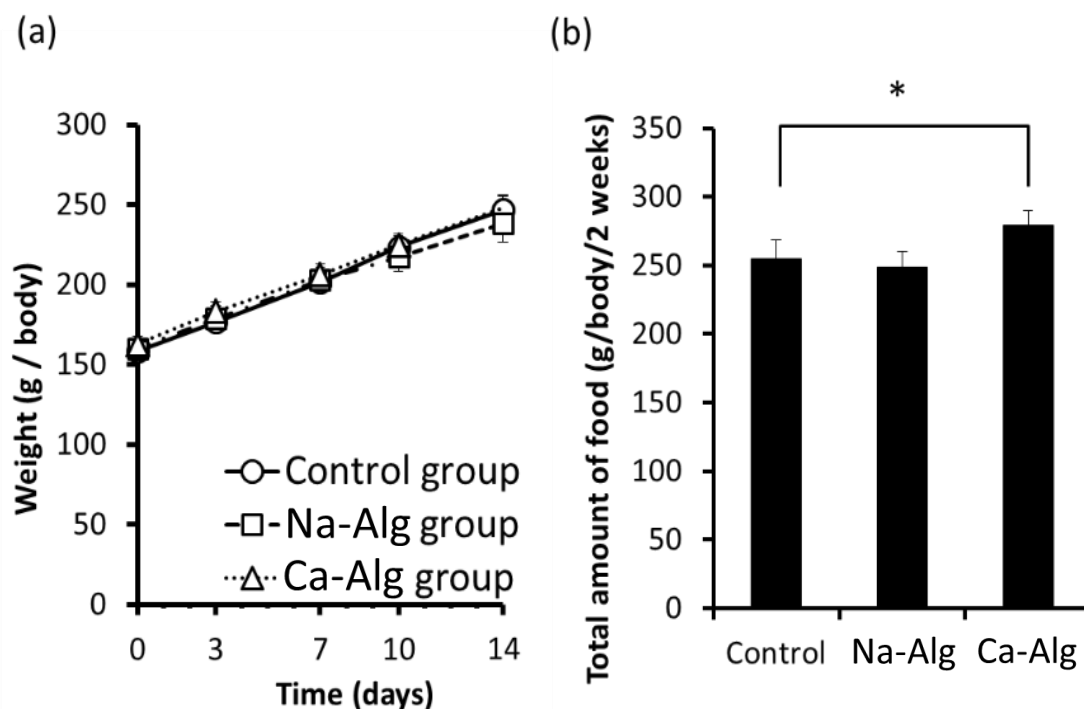 (a)
300
250
200
150
100
50
0
Weight (g / body)
Control group
Na-Alg group
Ca-Alg group
0 3 7 10 14
Time (days)
(b)
*
350
300
250
200
150
100
50
0
Total amount of food (g/body/2 weeks)
Control Na-Alg Ca-Alg